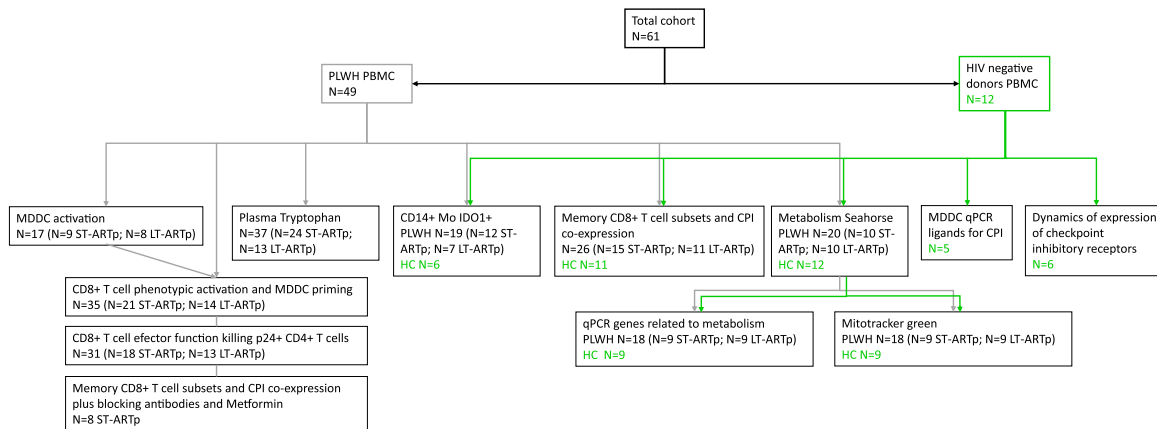 Total cohort
N=61
PLWH PBMC
N=49
HIV negative
donors PBMC
N=12
MDDC activation
N=17 (N=9 ST-ARTp; N=8 LT-ARTp)
Plasma Tryptophan
N=37 (N=24 ST-ARTp;
N=13 LT-ARTp)
CD14+ Mo IDO1+
PLWH N=19 (N=12 ST-
ARTp; N=7 LT-ARTp)
HC N=6
Memory CD8+ T cell subsets and CPI
co-expression
N=26 (N=15 ST-ARTp; N=11 LT-ARTp)
HC N=11
Metabolism Seahorse
PLWH N=20 (N=10 ST-
ARTp; N=10 LT-ARTp)
HC N=12
MDDC qPCR
ligands for CPI
N=5
Dynamics of expression
of checkpoint
inhibitory receptors
N=6
CD8+ T cell phenotypic activation and MDDC priming
N=35 (N=21 ST-ARTp; N=14 LT-ARTp)
CD8+ T cell efector function killing p24+ CD4+ T cells
N=31 (N=18 ST-ARTp; N=13 LT-ARTp)
Memory CD8+ T cell subsets and CPI co-expression
plus blocking antibodies and Metformin
N=8 ST-ARTp
qPCR genes related to metabolism
PLWH N=18 (N=9 ST-ARTp; N=9 LT-ARTp)
HC N=9
Mitotracker green
PLWH N=18 (N=9 ST-ARTp; N=9 LT-ARTp)
HC N=9